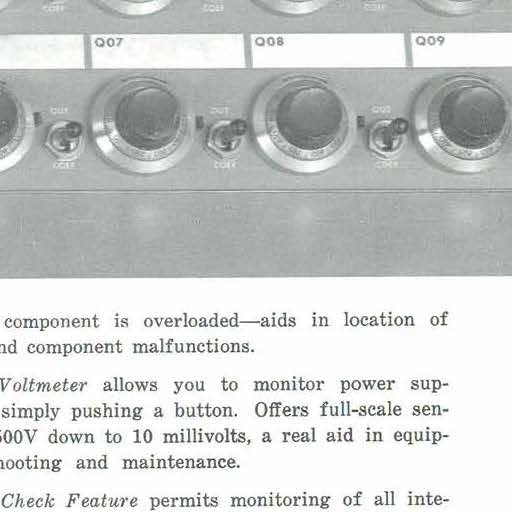 COEF COEF COEF
Q07 Q08 Q09
OUT OUT OUT
COEF COEF COEF
component is overloaded—aids in location of
nd component malfunctions.
Voltmeter allows you to monitor power sup-
simply pushing a button. Offers full-scale sen-
500V down to 10 millivolts, a real aid in equip-
hooting and maintenance.
Check Feature permits monitoring of all inte-